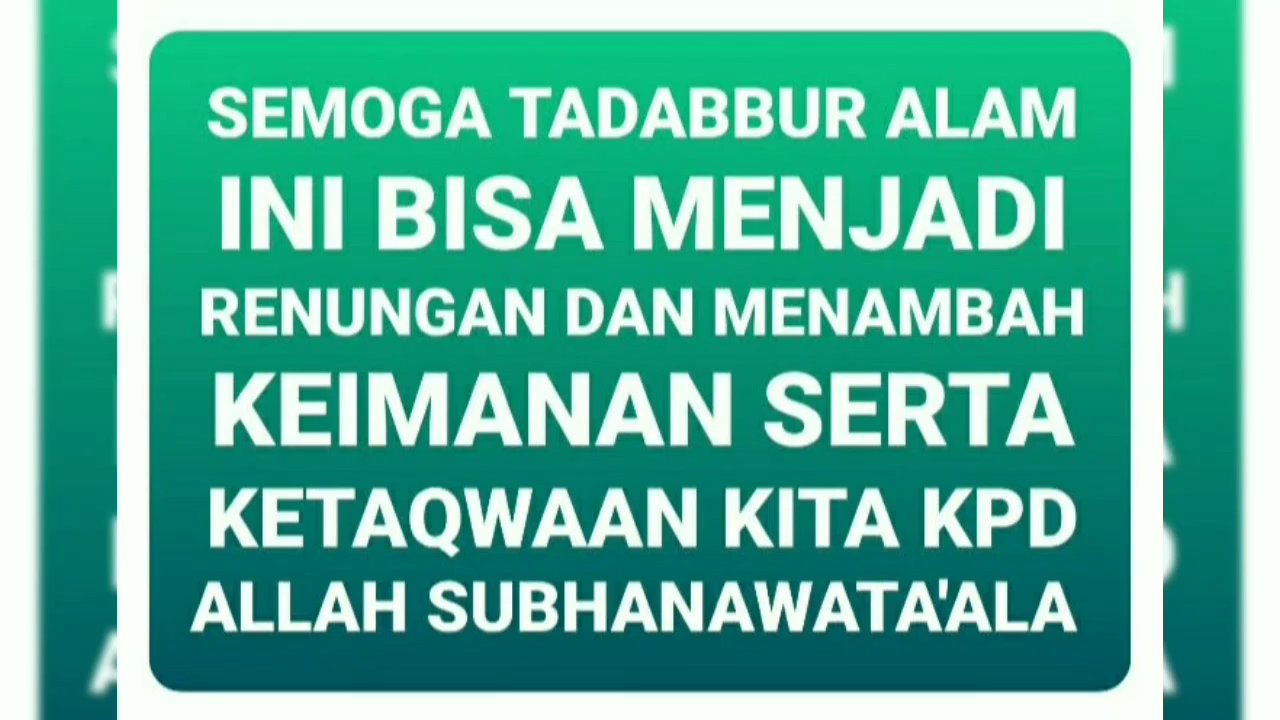 SEMOGA TADABBUR ALAM
INI BISA MENJADI
RENUNGAN DAN MENAMBAH
KEIMANAN SERTA
KETAQWAAN KITA KPD
ALLAH SUBHANAWATA'ALA